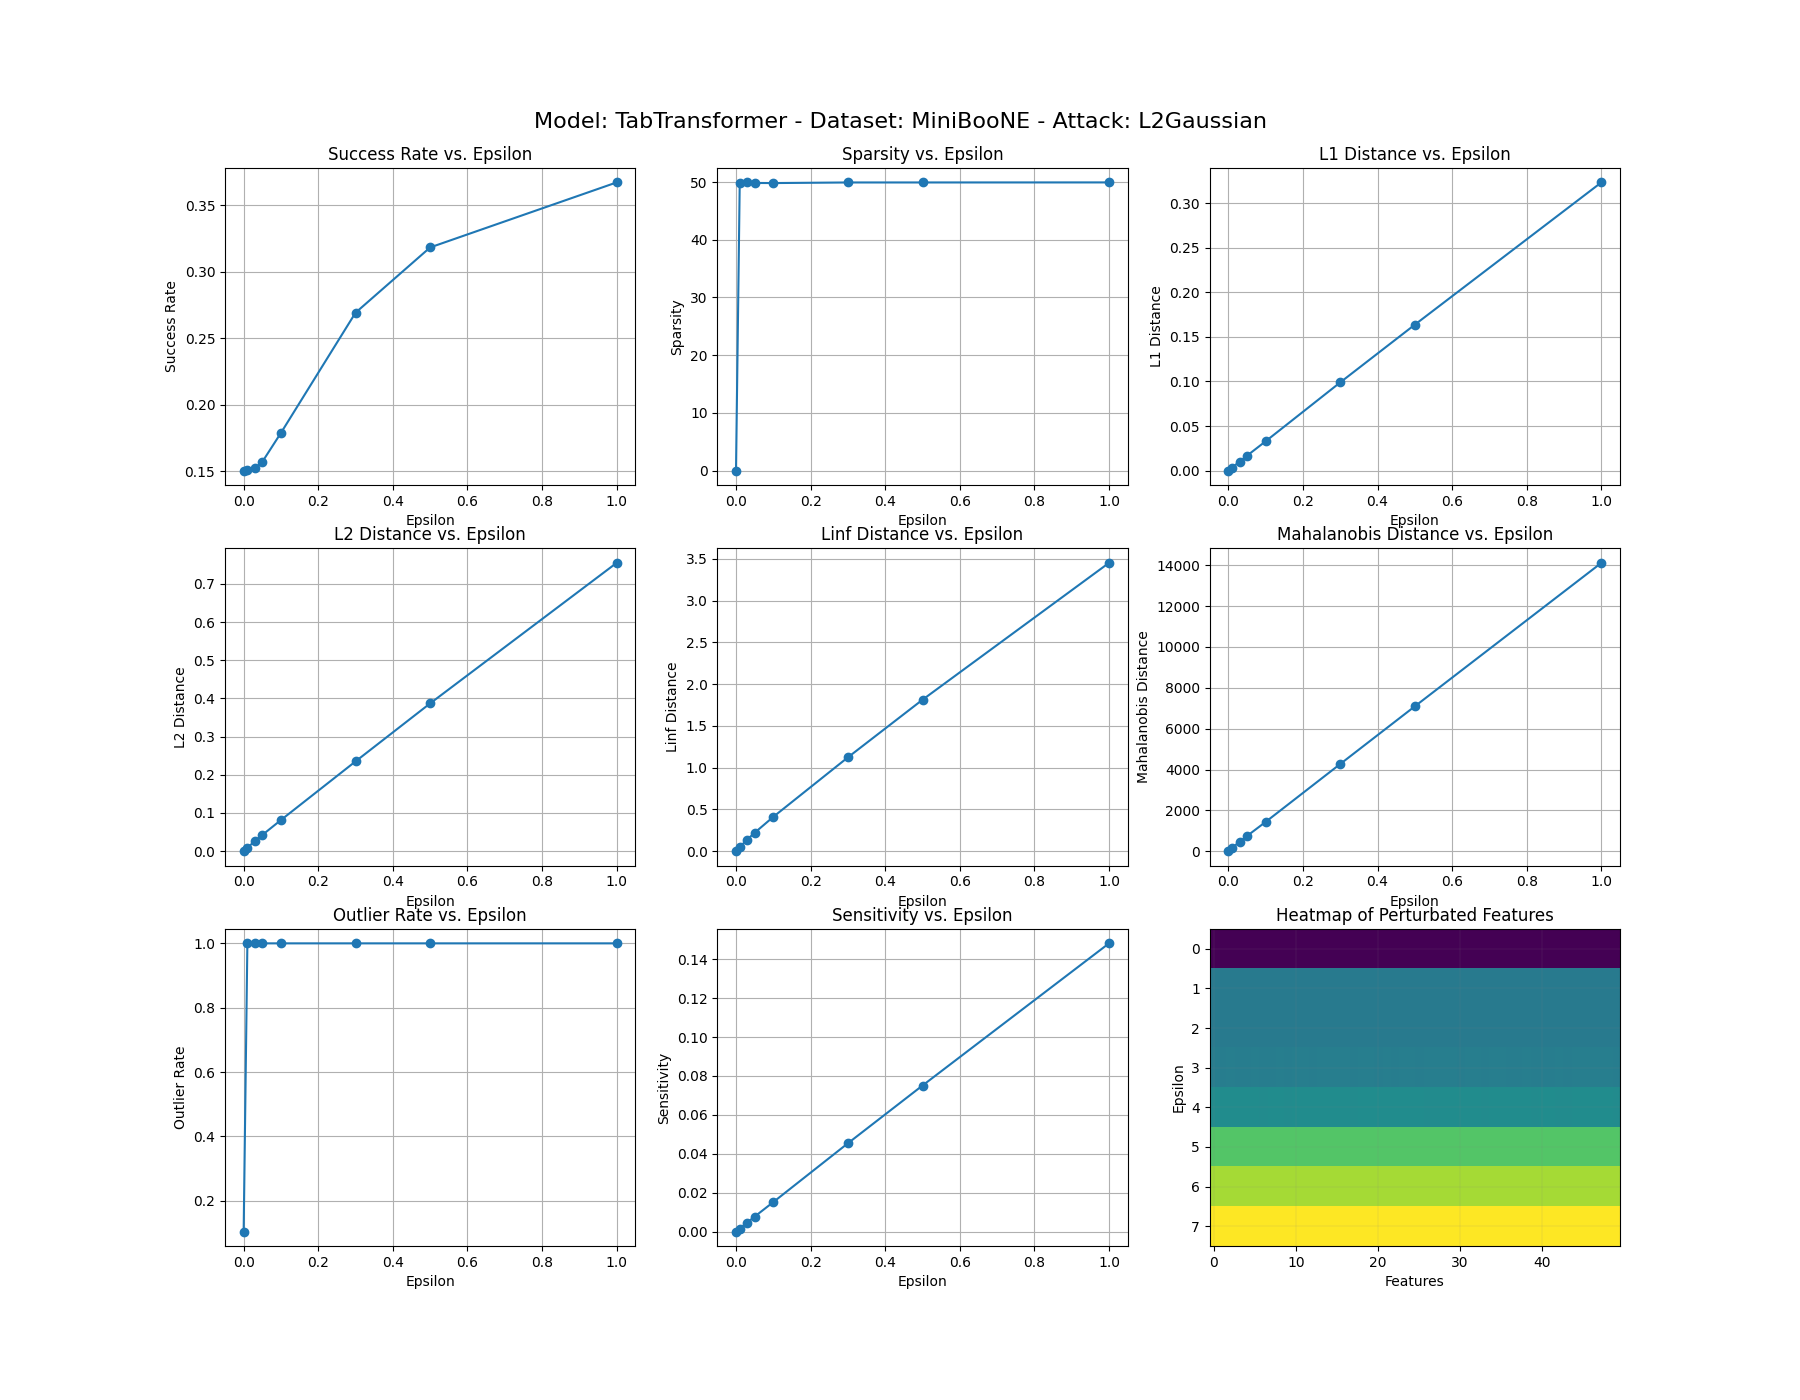 Model: TabTransformer - Dataset: MiniBooNE - Attack: L2Gaussian
Success Rate vs. Epsilon
Success Rate
0.35
0.30
0.25
0.20
0.15
0.0 0.2 0.4 0.6 0.8 1.0
Epsilon
Sparsity vs. Epsilon
Sparsity
50
40
30
20
10
0
0.0 0.2 0.4 0.6 0.8 1.0
Epsilon
L1 Distance vs. Epsilon
L1 Distance
0.30
0.25
0.20
0.15
0.10
0.05
0.00
0.0 0.2 0.4 0.6 0.8 1.0
Epsilon
L2 Distance vs. Epsilon
L2 Distance
0.7
0.6
0.5
0.4
0.3
0.2
0.1
0.0
0.0 0.2 0.4 0.6 0.8 1.0
Epsilon
Linf Distance vs. Epsilon
Linf Distance
3.5
3.0
2.5
2.0
1.5
1.0
0.5
0.0
0.0 0.2 0.4 0.6 0.8 1.0
Epsilon
Mahalanobis Distance vs. Epsilon
Mahalanobis Distance
14000
12000
10000
8000
6000
4000
2000
0
0.0 0.2 0.4 0.6 0.8 1.0
Epsilon
Outlier Rate vs. Epsilon
Outlier Rate
1.0
0.8
0.6
0.4
0.2
0.0 0.2 0.4 0.6 0.8 1.0
Epsilon
Sensitivity vs. Epsilon
Sensitivity
0.14
0.12
0.10
0.08
0.06
0.04
0.02
0.00
0.0 0.2 0.4 0.6 0.8 1.0
Epsilon
Heatmap of Perturbated Features
Epsilon
0
1
2
3
4
5
6
7
0 10 20 30 40
Features